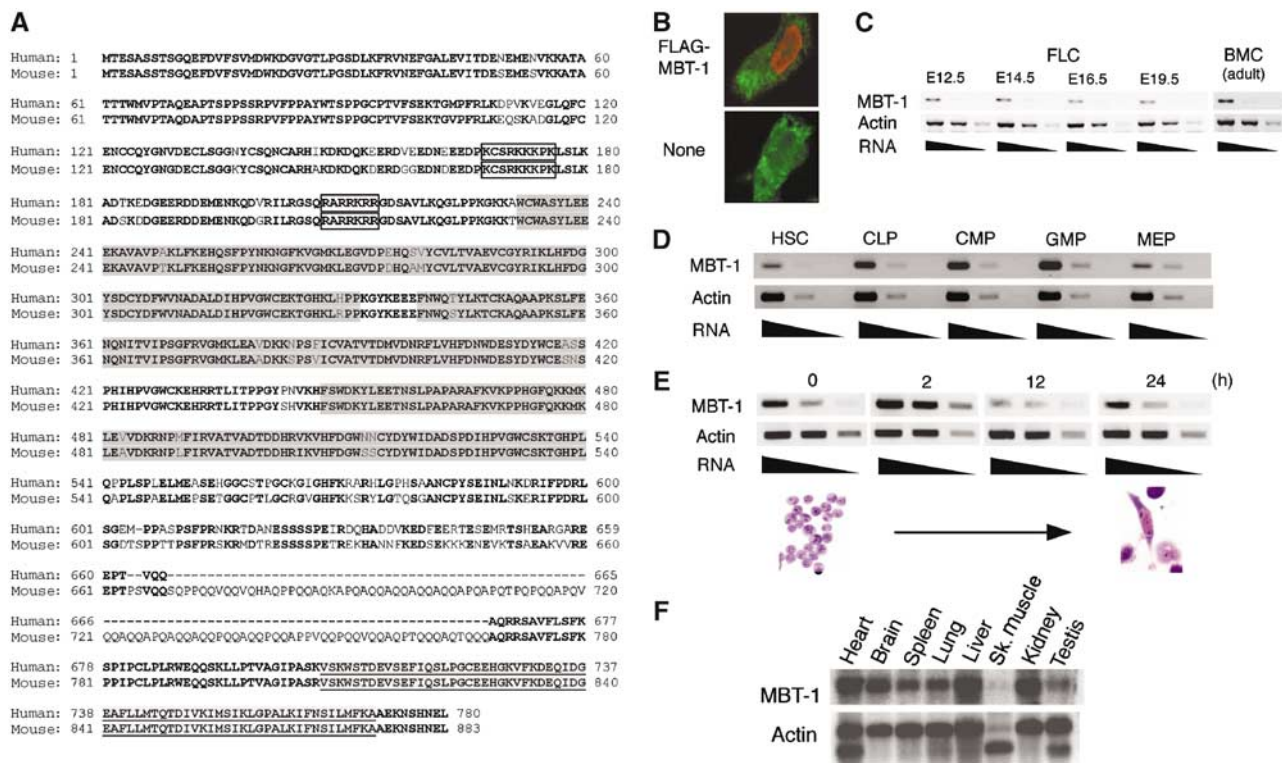 A
Human: 1 MTESASSTSGQEFDVFSVMDWKDGVGTLPGSDLKFRVNEFGALEVITDENEMENVKKATA 60
Mouse: 1 MTESASSTSGQEFDVFSVMDWKDGVGTLPGSDLKFRVNEFGALEVITDESEMESVKKATA 60
Human: 61 TTTWMVPTAQEAPTSPPSSRPVFPPAYWTSPPGCPTVFSEKTGMPFRLKDPVKVEGLQFC 120
Mouse: 61 TTTWMVPTAQDAPTSPPSSRPVFPPAYWTSPPGCPTVFSEKTGVPFRLKEQSKADGLQFC 120
Human: 121 ENCCQYGNVDECLSGGNYCSQNCARHIKDKDQKEERDVEEDNEEEDPKCSRKKKPKLSLK 180
Mouse: 121 ENCCQYGNGDECLSGGKYCSQNCARHAKDKDQKDERDGGEDNDEEDPKCSRKKKPKLSLK 180
Human: 181 ADTKEDGEERDDEMENKQDVRILRGSQRARRKRRGDSAVLKQGLPPKGKKAWCWASYLEE 240
Mouse: 181 ADSKDDGEERDDEMENKQDGRILRGSQRARRKRRGDSAVLKQGLPPKGKKTWCWASYLEE 240
Human: 241 EKAVAVPAKLFKEHQSFPYNKNGFKVGMKLEGVDPEHQSVYCVLTVAEVCGYRIKLHFDG 300
Mouse: 241 EKAVAVPTKLFKEHQSFPYNKNGFKVGMKLEGVDPDHQAMYCVLTVAEVCGYRIKLHFDG 300
Human: 301 YSDCYDFWVNADALDIHPVGWCEKTGHKLHPPKGYKEEEFNWQTYLKTCKAQAAPKSLFE 360
Mouse: 301 YSDCYDFWVNADALDIHPVGWCEKTGHKLRPPKGYKEEEFNWQSYLKTCKAQAAPKSLFE 360
Human: 361 NQNITVIPSGFRVGMKLEAVDKKNPSFICVATVTDMVDNRFLVHFDNWDESYDYWCEASS 420
Mouse: 361 NQNITVIPSGFRVGMKLEAADKKSPSVICVATVTDMVDNRFLVHFDNWDESYDYWCESNS 420
Human: 421 PHIHPVGWCKEHRRTLITPPGYPNVKHFSWDKYLEETNSLPAPARAFKVKPPHGFQKKMK 480
Mouse: 421 PHIHPVGWCKEHRRTLITPPGYSHVKHFSWDKYLEETNSLPAPARAFKVKPPHGFQKKMK 480
Human: 481 LEVVDKRNPMFIRVATVADTDDHRVKVHFDGWNNCYDYWIDADSPDIHPVGWCSKTGHPL 540
Mouse: 481 LEAVDKRNPLFIRVATVADTDDHRVKVHFDGWSSCYDYWIDADSPDIHPVGWCSKTGHPL 540
Human: 541 QPPLSPLELMEASEHGGCSTPGCKGIGHFKRARHLGPHSAANCPYSEINLNKDRIFPDRL 600
Mouse: 541 QAPLSPAELMEPSETGGCPTLGCRGVGHFKKSRYLGTQSGANCPYSEINLSKERIFPDRL 600
Human: 601 SGEM-PPASPSFPRNKRTDANESSSSPEIRDQHADDVKEDFEERTESEMRTSHEARGARE 659
Mouse: 601 SGDTSPPTTPSFPRSKRMDTRESSSSPETREKHANNFKEDSEKKKENEVKTSAEAKVVRE 660
Human: 660 EPT--VQQ------------------------------------------------------------ 665
Mouse: 661 EPTPSVQQSQPPQQVQQVQHAQPPQQAQKAPQAQQAQQAQQAQQAPQAPQTPQPQQAPQV 720
Human: 666 ------------------------------------------------AQRRSAVFLSFK 677
Mouse: 721 QQAQQAPQAQQAQQPQQAQQPQQAPPVQQPQQVQQAQPTQQQAQTQQQAQRRSAVFLSFK 780
Human: 678 SPIPCLPLRWEQQSKLLPTVAGIPASKVSKWSTDEVSEFIQSLPGCEEHGKVFKDEQIDG 737
Mouse: 781 PPIPCLPLRWEQQSKLLPTVAGIPASRVSKWSTDEVSEFIQSLPGCEEHGKVFKDEQIDG 840
Human: 738 EAFLLMTQTDIVKIMSIKLGPALKIFNSILMFKAAEKNSHNEL 780
Mouse: 841 EAFLLMTQTDIVKIMSIKLGPALKIFNSILMFKAAEKNSHNEL 883
B
FLAG-
MBT-1
None
C
FLC BMC
E12.5 E14.5 E16.5 E19.5 (adult)
MBT-1
Actin
RNA
D
HSC CLP CMP GMP MEP
MBT-1
Actin
RNA
E
0 2 12 24 (h)
MBT-1
Actin
RNA
F
Heart Brain Spleen Lung Liver Sk. muscle Kidney Testis
MBT-1
Actin